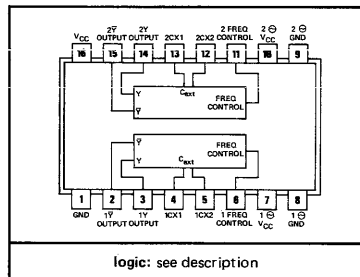 2Y̅ 2Y 2 FREQ 2 ⊖ 2 ⊖
VCC OUTPUT OUTPUT 2CX1 2CX2 CONTROL VCC GND
16 15 14 13 12 11 10 9
Cext
Y
FREQ
CONTROL
Y̅
Y̅
FREQ
Cext CONTROL
Y
1 2 3 4 5 6 7 8
GND 1Y̅ 1Y 1CX1 1CX2 1 FREQ 1 ⊖ 1 ⊖
OUTPUT OUTPUT CONTROL VCC GND
logic: see description